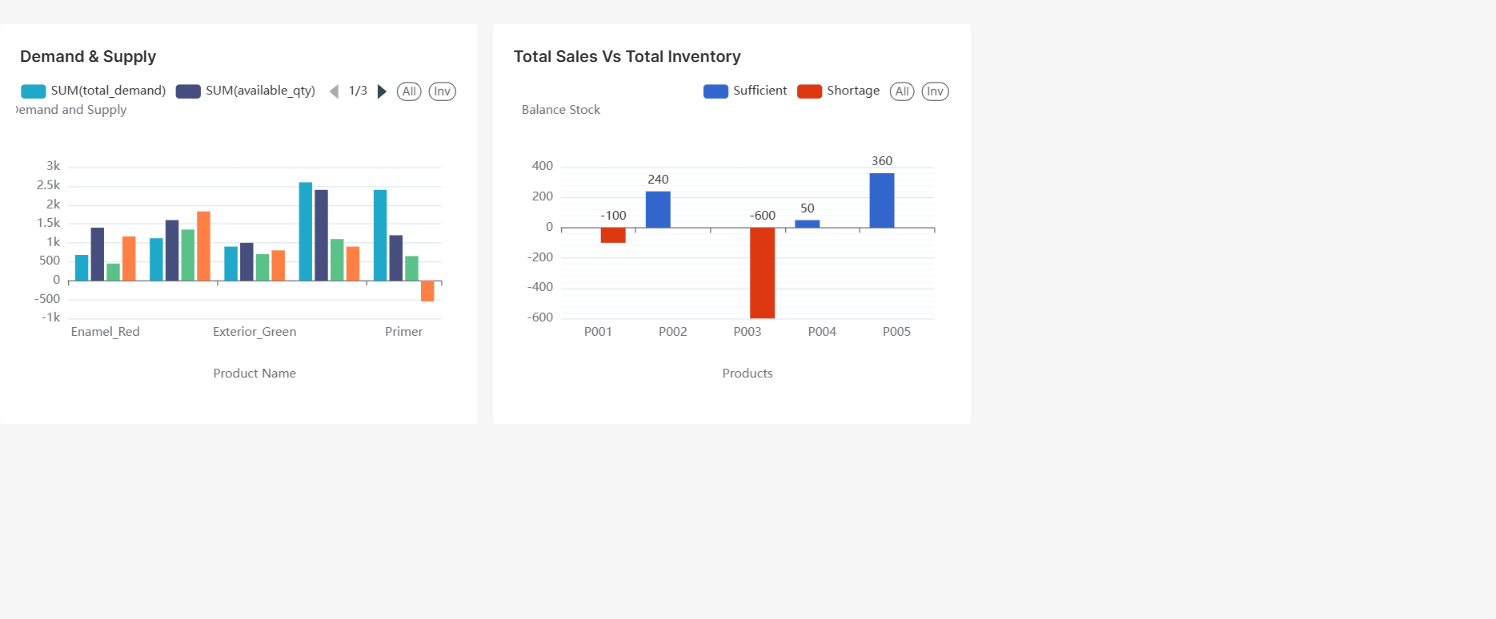 Demand & Supply
SUM(total_demand) SUM(available_qty) 1/3 All Inv
Demand and Supply
3k
2.5k
2k
1.5k
1k
500
0
-500
-1k
Enamel_Red Exterior_Green Primer
Product Name
Total Sales Vs Total Inventory
Sufficient Shortage All Inv
Balance Stock
400
200
0
-200
-400
-600
-100
240
-600
50
360
P001 P002 P003 P004 P005
Products